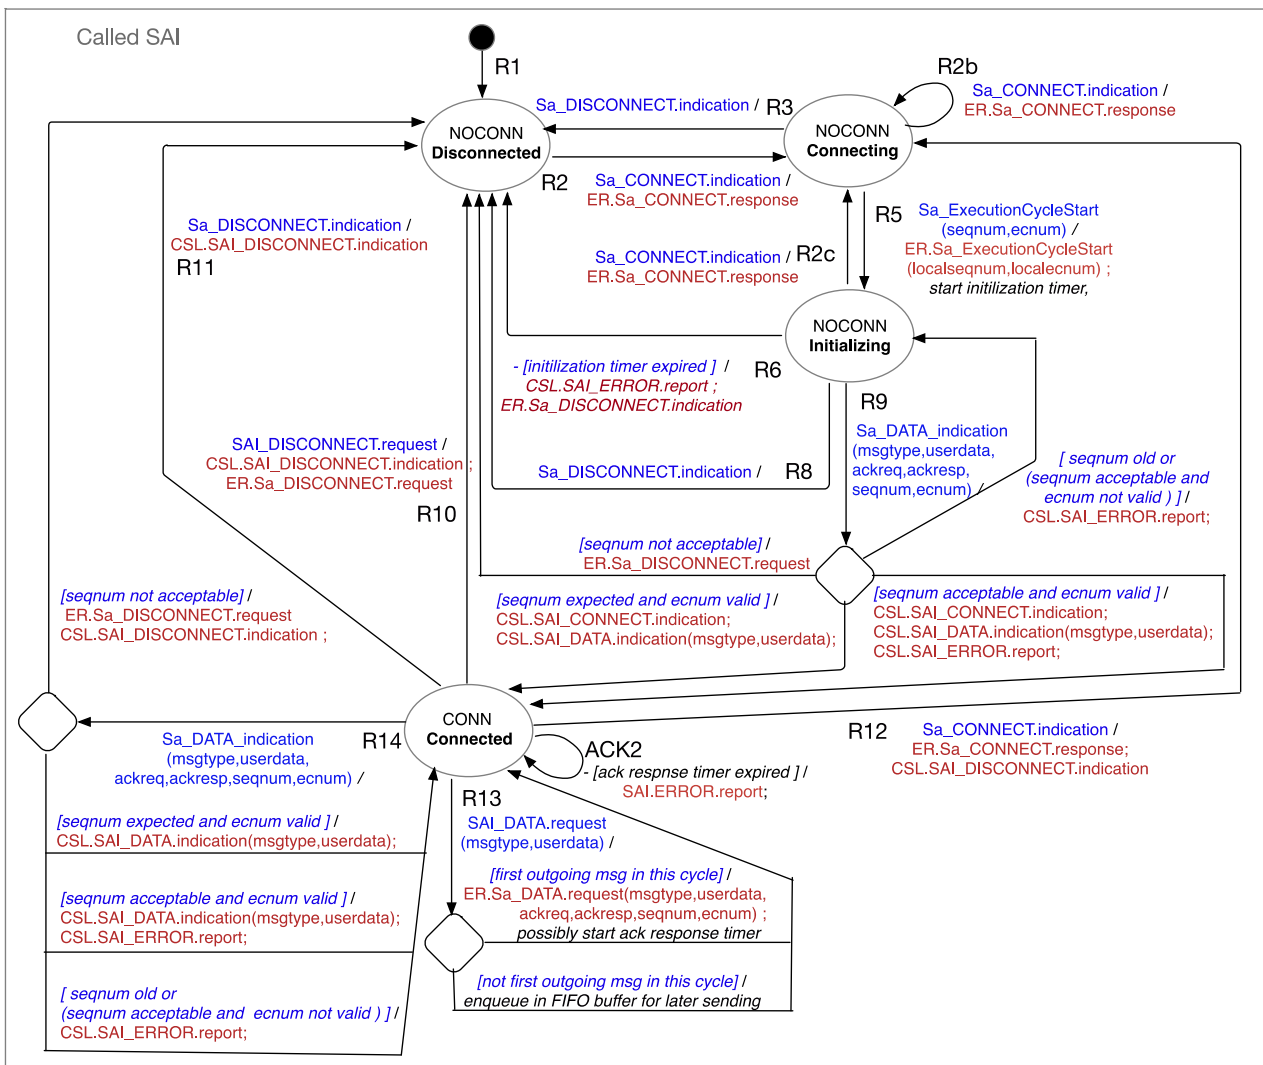 Called SAI
R1
R2b
Sa_CONNECT.indication /
ER.Sa_CONNECT.response
Sa_DISCONNECT.indication /
R3
NOCONN
Disconnected
NOCONN
Connecting
R2
Sa_CONNECT.indication /
ER.Sa_CONNECT.response
Sa_DISCONNECT.indication /
CSL.SAI_DISCONNECT.indication
R11
R5
Sa_ExecutionCycleStart
(seqnum,ecnum) /
ER.Sa_ExecutionCycleStart
(localseqnum,localecnum) ;
start initilization timer,
Sa_CONNECT.indication /
ER.Sa_CONNECT.response
R2c
NOCONN
Initializing
- [initilization timer expired ] /
CSL.SAI_ERROR.report ;
ER.Sa_DISCONNECT.indication
R6
R9
Sa_DATA_indication
(msgtype,userdata,
ackreq,ackresp,
seqnum,ecnum) /
SAI_DISCONNECT.request /
CSL.SAI_DISCONNECT.indication ;
ER.Sa_DISCONNECT.request
R10
Sa_DISCONNECT.indication /
R8
[ seqnum old or
(seqnum acceptable and
ecnum not valid ) ] /
CSL.SAI_ERROR.report;
[seqnum not acceptable] /
ER.Sa_DISCONNECT.request
[seqnum not acceptable] /
ER.Sa_DISCONNECT.request
CSL.SAI_DISCONNECT.indication ;
[seqnum expected and ecnum valid ] /
CSL.SAI_CONNECT.indication;
CSL.SAI_DATA.indication(msgtype,userdata);
[seqnum acceptable and ecnum valid ] /
CSL.SAI_CONNECT.indication;
CSL.SAI_DATA.indication(msgtype,userdata);
CSL.SAI_ERROR.report;
CONN
Connected
R14
Sa_DATA_indication
(msgtype,userdata,
ackreq,ackresp,seqnum,ecnum) /
R12
Sa_CONNECT.indication /
ER.Sa_CONNECT.response;
CSL.SAI_DISCONNECT.indication
ACK2
- [ack respnse timer expired ] /
SAI.ERROR.report;
R13
SAI_DATA.request
(msgtype,userdata) /
[seqnum expected and ecnum valid ] /
CSL.SAI_DATA.indication(msgtype,userdata);
[first outgoing msg in this cycle] /
ER.Sa_DATA.request(msgtype,userdata,
ackreq,ackresp,seqnum,ecnum) ;
possibly start ack response timer
[seqnum acceptable and ecnum valid ] /
CSL.SAI_DATA.indication(msgtype,userdata);
CSL.SAI_ERROR.report;
[not first outgoing msg in this cycle] /
enqueue in FIFO buffer for later sending
[ seqnum old or
(seqnum acceptable and ecnum not valid ) ] /
CSL.SAI_ERROR.report;